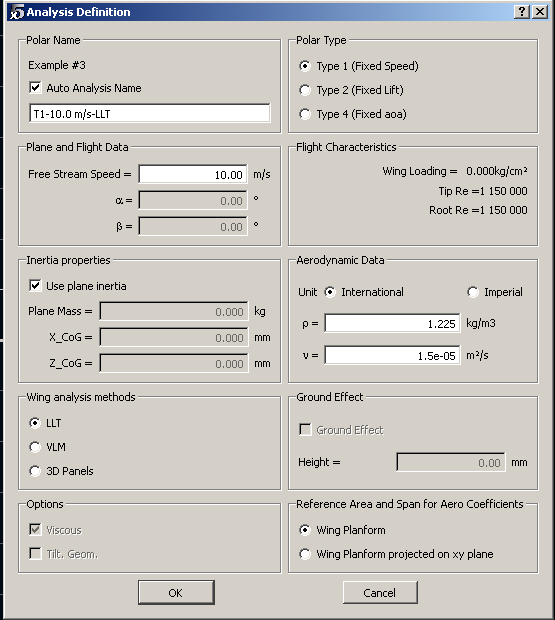 Analysis Definition
Polar Name
Example #3
Auto Analysis Name
T1-10.0 m/s-LLT
Polar Type
Type 1 (Fixed Speed)
Type 2 (Fixed Lift)
Type 4 (Fixed aoa)
Plane and Flight Data
Free Stream Speed = 10.00 m/s
α = 0.00 °
β = 0.00 °
Flight Characteristics
Wing Loading = 0.000kg/cm²
Tip Re =1 150 000
Root Re =1 150 000
Inertia properties
Use plane inertia
Plane Mass = 0.000 kg
X_CoG = 0.000 mm
Z_CoG = 0.000 mm
Aerodynamic Data
Unit International Imperial
ρ = 1.225 kg/m3
ν = 1.5e-05 m²/s
Wing analysis methods
LLT
VLM
3D Panels
Ground Effect
Ground Effect
Height = 0.00 mm
Options
Viscous
Tilt. Geom.
Reference Area and Span for Aero Coefficients
Wing Planform
Wing Planform projected on xy plane
OK Cancel